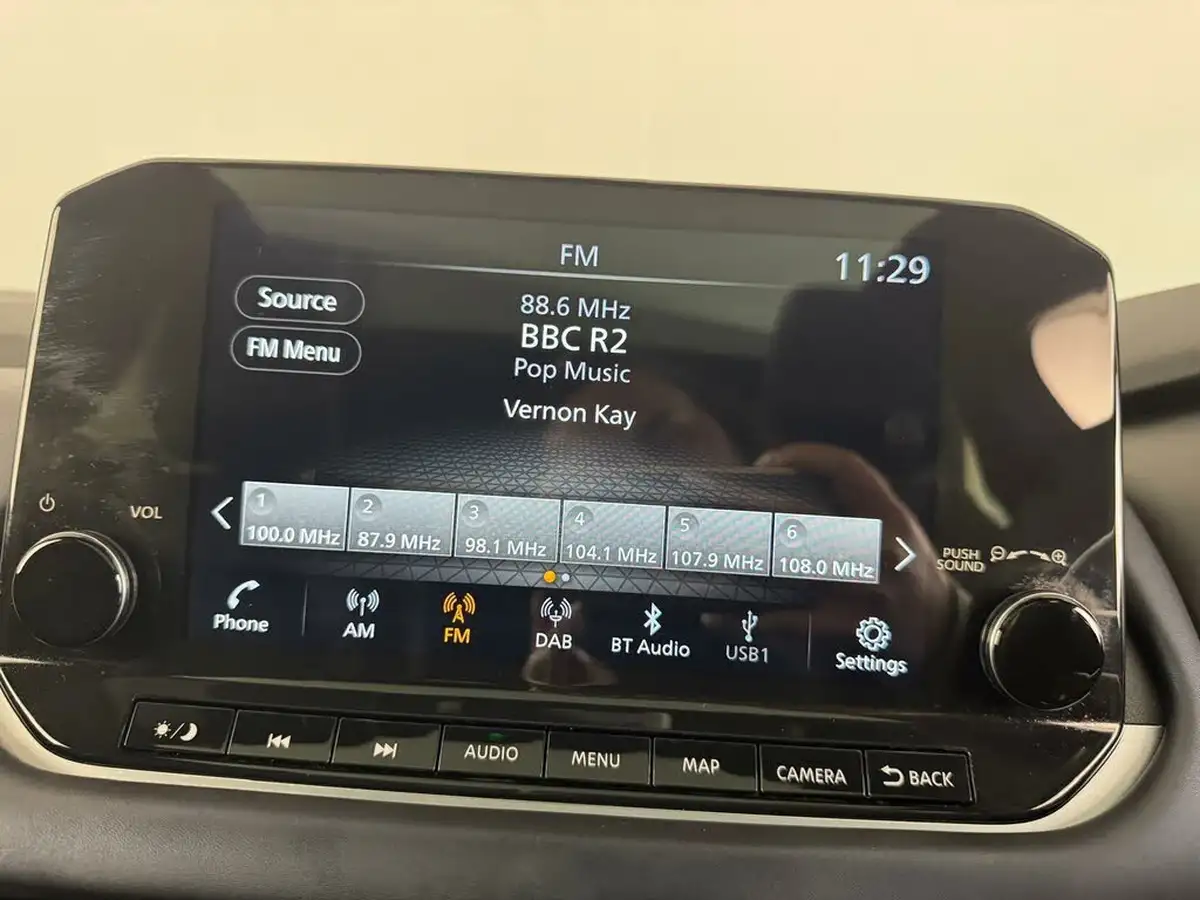 FM
11:29
Source
88.6 MHz
FM Menu
BBC R2
Pop Music
Vernon Kay
1
100.0 MHz
2
87.9 MHz
3
98.1 MHz
4
104.1 MHz
5
107.9 MHz
6
108.0 MHz
VOL
PUSH
SOUND
Phone
AM
FM
DAB
BT Audio
USB1
Settings
AUDIO
MENU
MAP
CAMERA
BACK